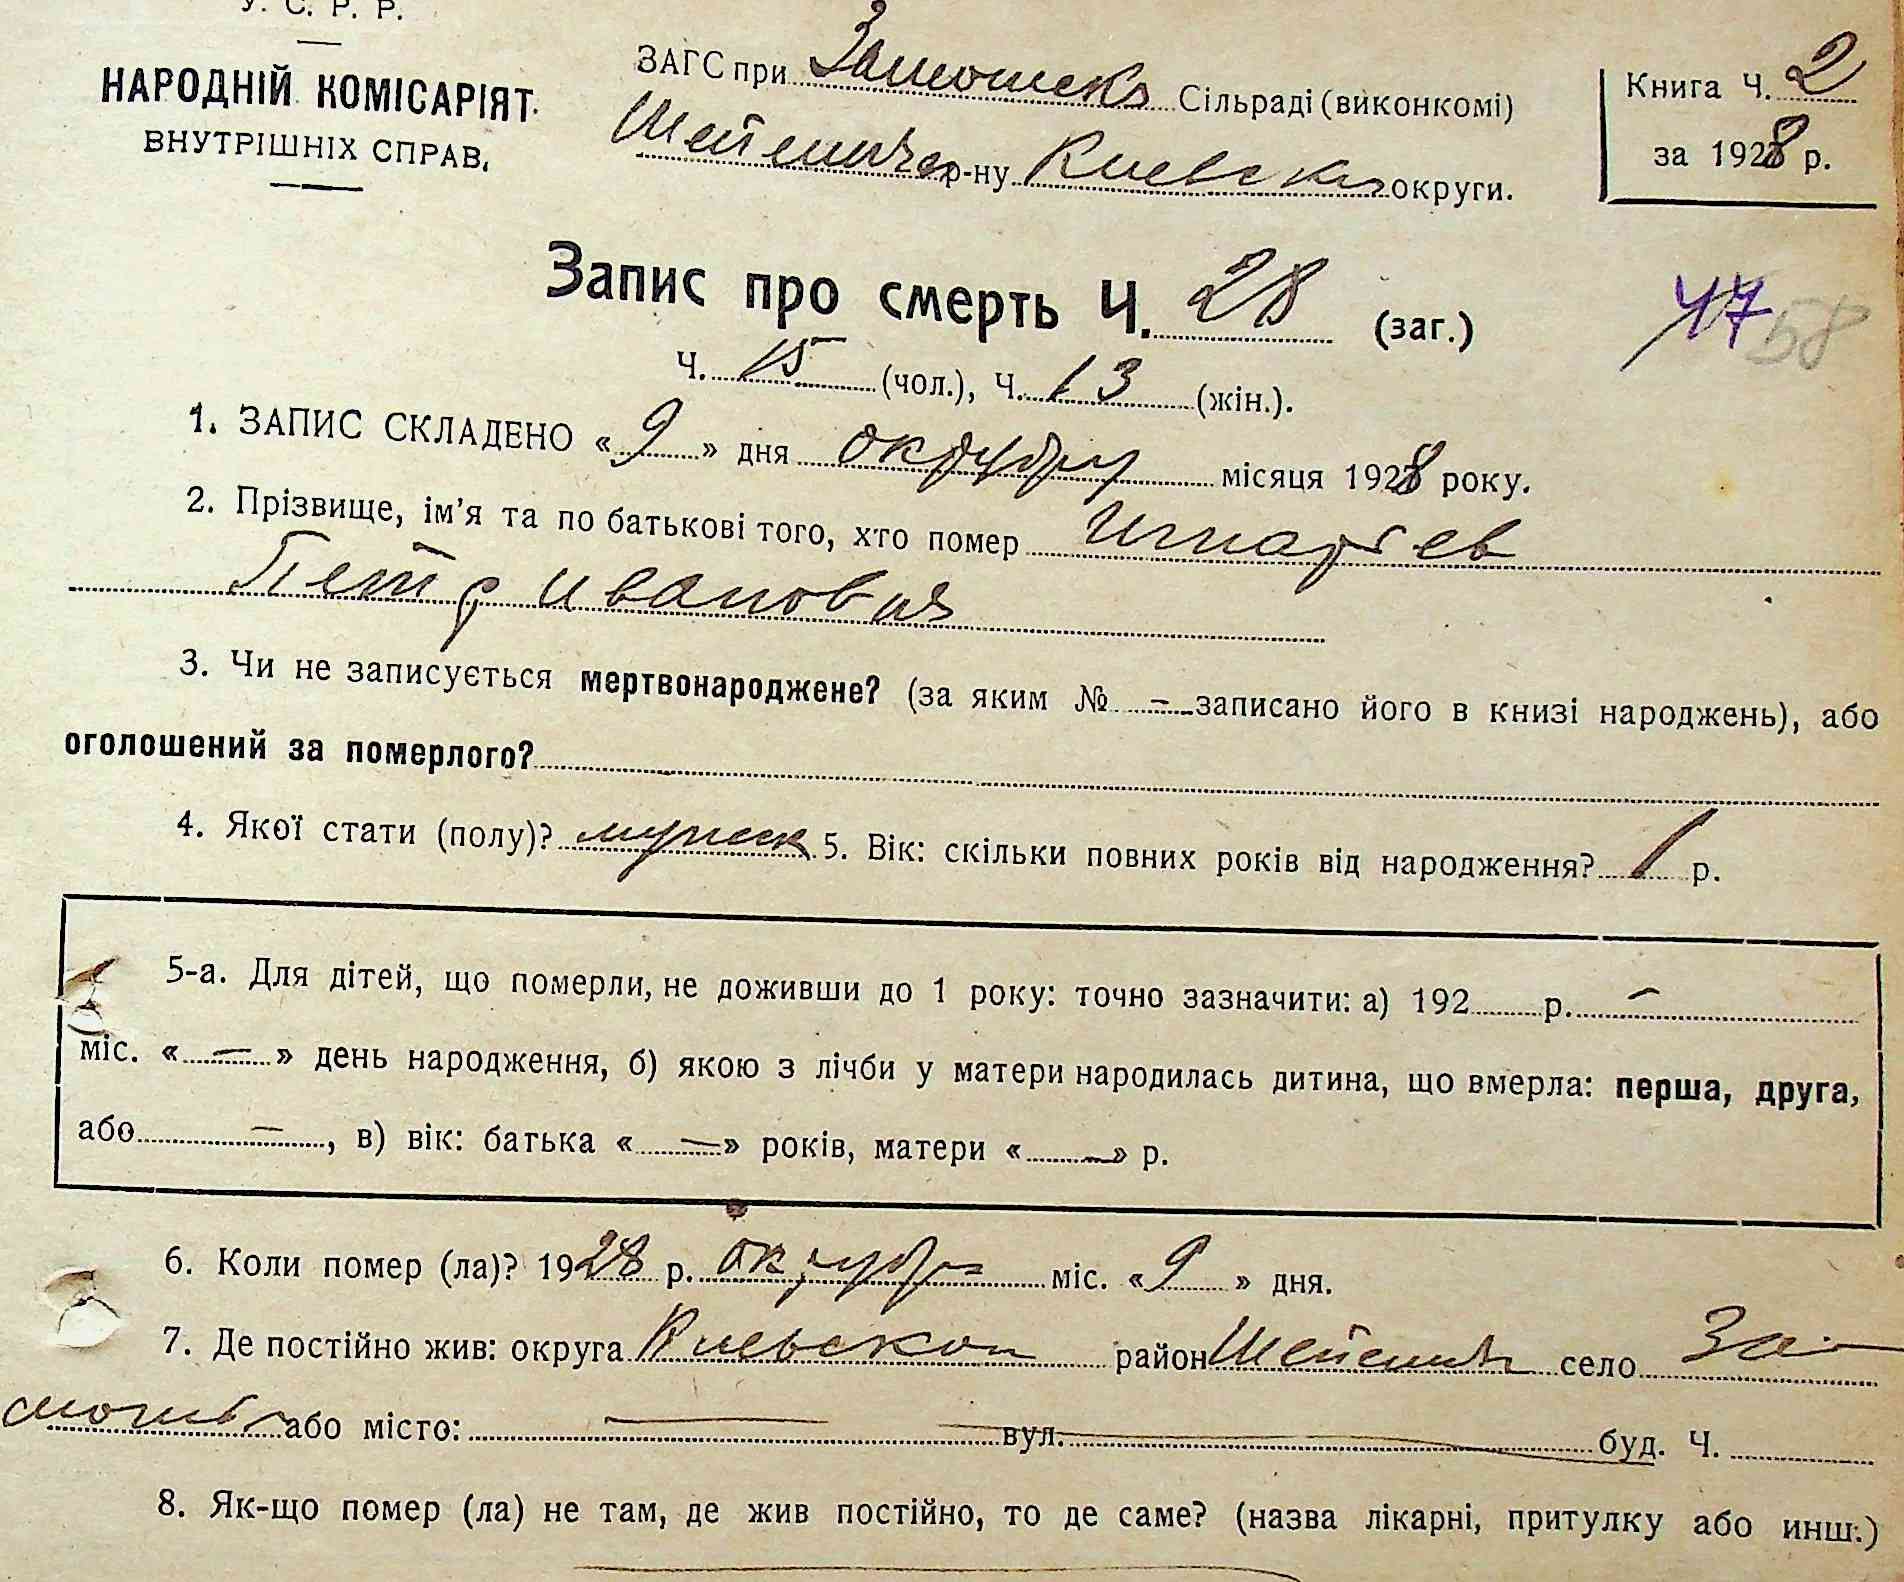 У. С. Р. Р.
НАРОДНІЙ КОМІСАРІЯТ
ВНУТРІШНІХ СПРАВ,
ЗАГС при Замошск Сільраді (виконкомі)
р-ну Киевск округи.
Книга Ч. 2
за 1928 р.
Запис про смерть Ч. 28 (заг.)
47 58
Ч. 15 (чол.), Ч. 13 (жін.).
1. ЗАПИС СКЛАДЕНО « 9 » дня октубру місяця 1928 року.
2. Прізвище, ім'я та по батькові того, хто помер Игнатьев
Петр Иванович
3. Чи не записується мертвонароджене? (за яким № – записано його в книзі народжень), або
оголошений за померлого?
4. Якої стати (полу)? мужск 5. Вік: скільки повних років від народження? 1 р.
5-а. Для дітей, що померли, не доживши до 1 року: точно зазначити: а) 192 р. –
міс. « — » день народження, б) якою з лічби у матери народилась дитина, що вмерла: перша, друга,
або — , в) вік: батька « — » років, матери « — » р.
6. Коли помер (ла)? 1928 р. октубр міс. « 9 » дня.
7. Де постійно жив: округа Киевской район село За-
мошье або місто: — вул. — буд. Ч.
8. Як-що помер (ла) не там, де жив постійно, то де саме? (назва лікарні, притулку або инш.)